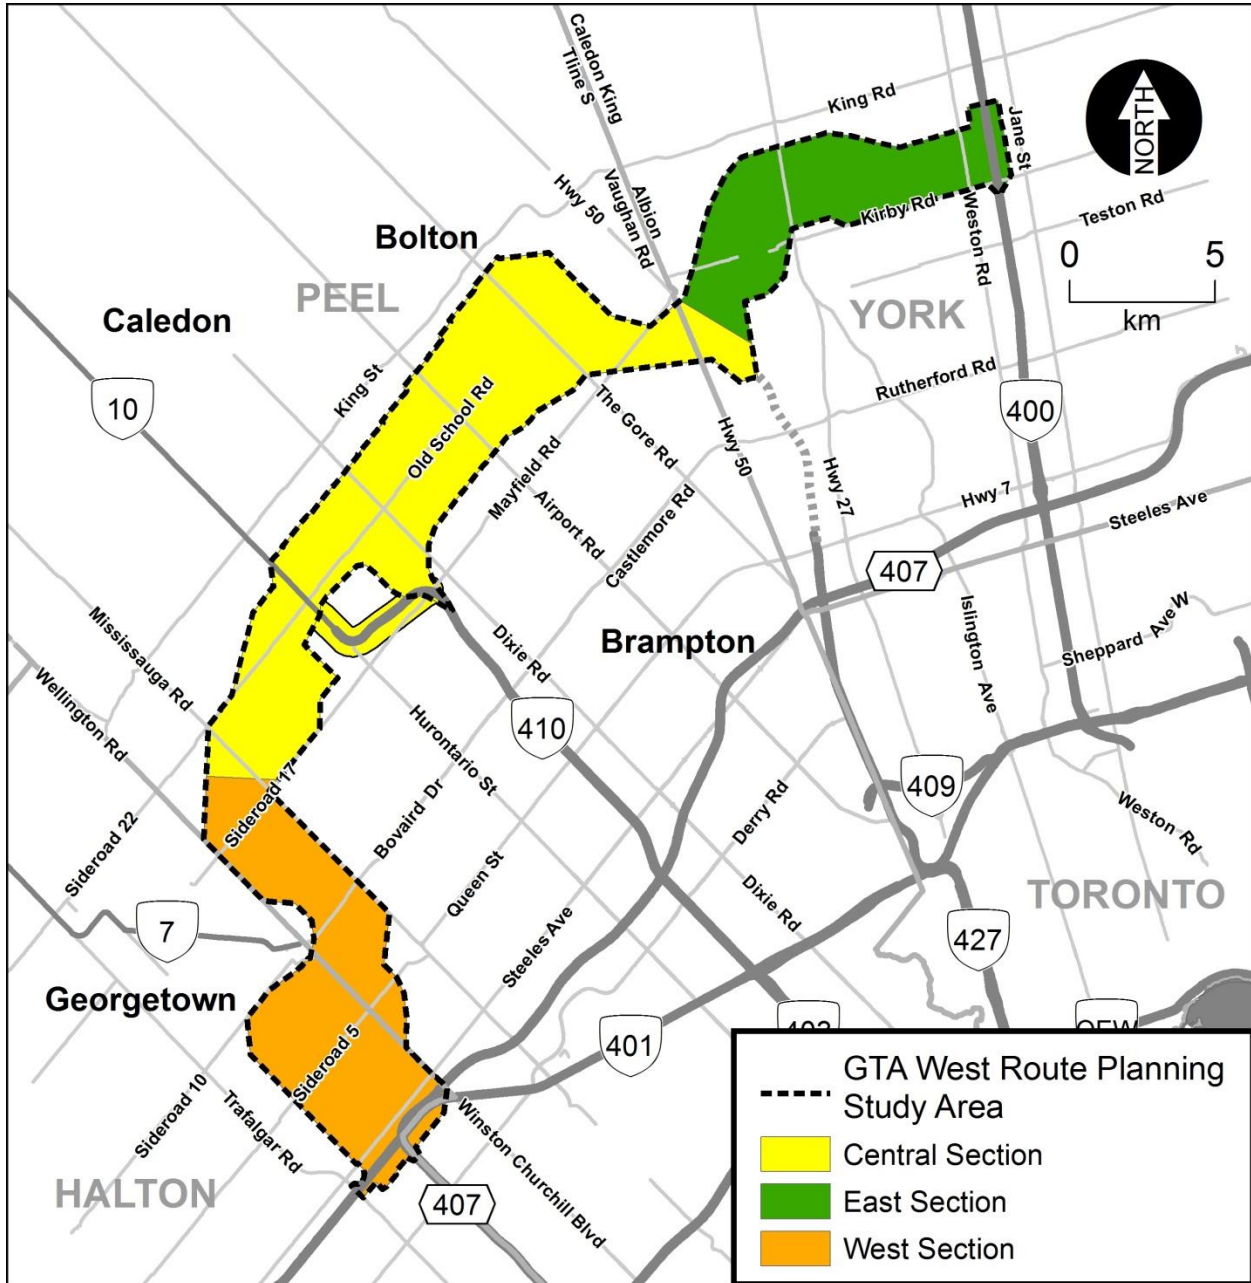 Caledon King
Tline S
King Rd
Jane St
NORTH
Hwy 50
Albion
Vaughan Rd
Kirby Rd
Weston Rd
Teston Rd
Bolton
PEEL
0 5
km
YORK
Caledon
King St
Rutherford Rd
10
Old School Rd
The Gore Rd
400
Mayfield Rd
Hwy 50
Hwy 27
Hwy 7
Airport Rd
Castlemore Rd
Steeles Ave
407
Mississauga Rd
Islington Ave
Sheppard Ave W
Dixie Rd
Brampton
Wellington Rd
Hurontario St
410
409
Sideroad 17
Bovaird Dr
Derry Rd
Weston Rd
Sideroad 22
Queen St
Dixie Rd
TORONTO
7
Steeles Ave
427
Georgetown
401
403
QEW
Sideroad 5
Sideroad 10
Trafalgar Rd
Winston Churchill Blvd
HALTON
407
GTA West Route Planning
Study Area
Central Section
East Section
West Section